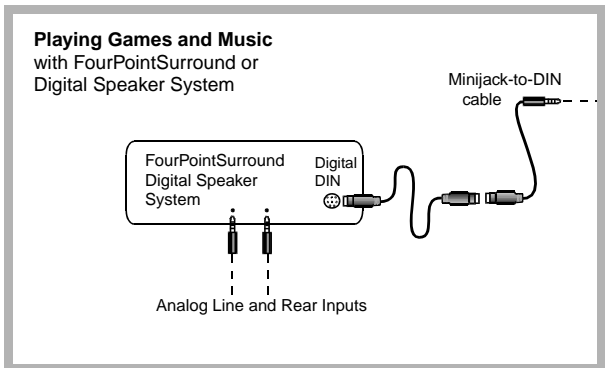 Playing Games and Music
with FourPointSurround or
Digital Speaker System
Minijack-to-DIN
cable
FourPointSurround
Digital Speaker
System
Digital
DIN
Analog Line and Rear Inputs